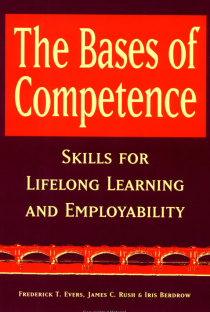 The Bases of
Competence
SKILLS FOR
LIFELONG LEARNING
AND EMPLOYABILITY
FREDERICK T. EVERS, JAMES C. RUSH & IRIS BERDROW